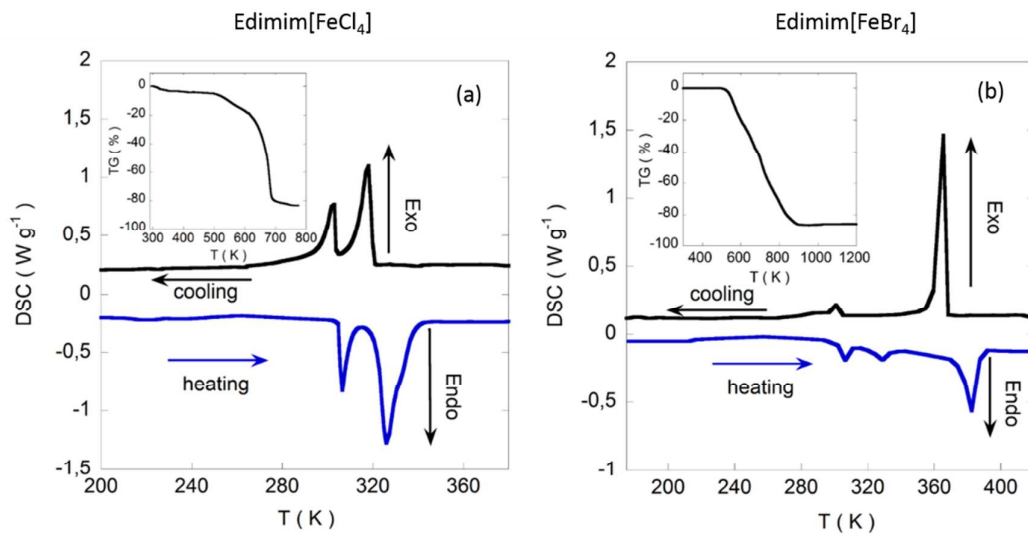 Edimim[FeCl4]
(a)
2
1,5
1
0,5
0
-0,5
-1
-1,5
200
240
280
320
360
DSC ( W g-1 )
T ( K )
cooling
heating
Exo
Endo
0
-20
-40
-60
-80
-100
300
400
500
600
700
800
TG ( % )
T ( K )
Edimim[FeBr4]
(b)
2
1,5
1
0,5
0
-0,5
-1
200
240
280
320
360
400
DSC ( W g-1 )
T ( K )
cooling
heating
Exo
Endo
0
-20
-40
-60
-80
-100
400
600
800
1000
1200
TG ( % )
T ( K )